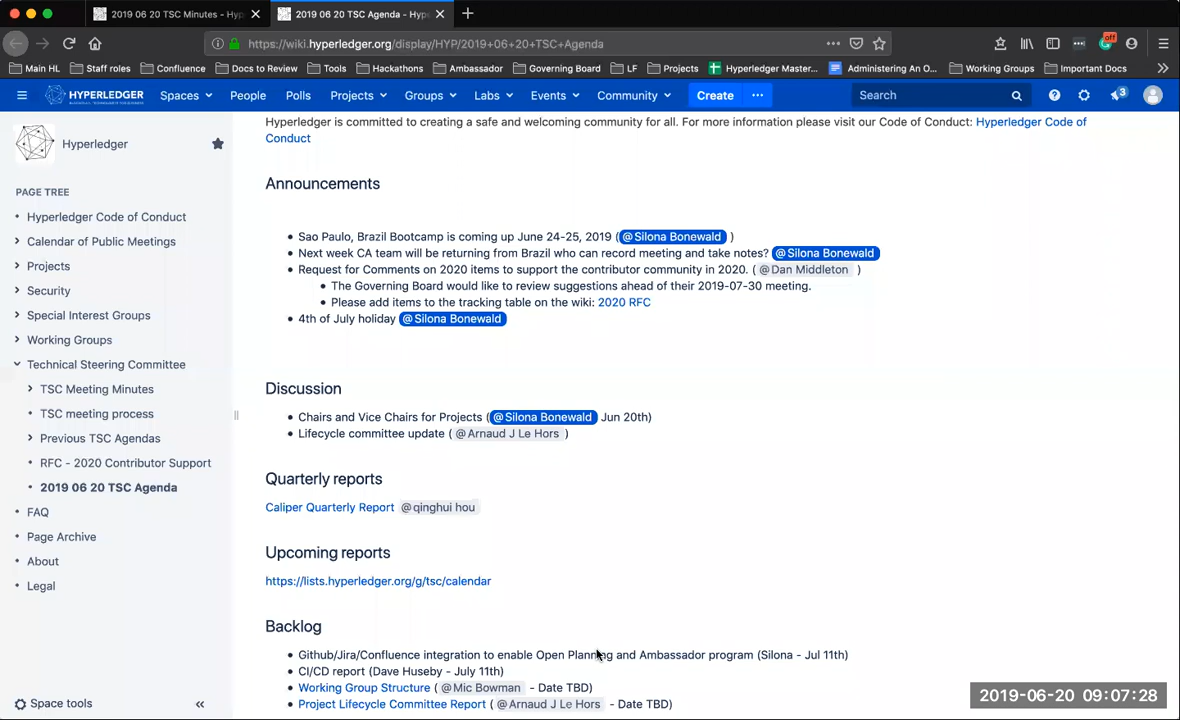 2019 06 20 TSC Minutes - Hyp
2019 06 20 TSC Agenda - Hype
https://wiki.hyperledger.org/display/HYP/2019+06+20+TSC+Agenda
off
Main HL Staff roles Confluence Docs to Review Tools Hackathons Ambassador Governing Board LF Projects Hyperledger Master... Administering An O... Working Groups Important Docs
HYPERLEDGER Spaces People Polls Projects Groups Labs Events Community Create ··· Search 3
Hyperledger
PAGE TREE
Hyperledger Code of Conduct
Calendar of Public Meetings
Projects
Security
Special Interest Groups
Working Groups
Technical Steering Committee
TSC Meeting Minutes
TSC meeting process
Previous TSC Agendas
RFC - 2020 Contributor Support
2019 06 20 TSC Agenda
FAQ
Page Archive
About
Legal
Space tools
Hyperledger is committed to creating a safe and welcoming community for all. For more information please visit our Code of Conduct: Hyperledger Code of
Conduct
Announcements
Sao Paulo, Brazil Bootcamp is coming up June 24-25, 2019 (@Silona Bonewald )
Next week CA team will be returning from Brazil who can record meeting and take notes? @Silona Bonewald
Request for Comments on 2020 items to support the contributor community in 2020. ( @Dan Middleton )
The Governing Board would like to review suggestions ahead of their 2019-07-30 meeting.
Please add items to the tracking table on the wiki: 2020 RFC
4th of July holiday @Silona Bonewald
Discussion
Chairs and Vice Chairs for Projects (@Silona Bonewald Jun 20th)
Lifecycle committee update ( @Arnaud J Le Hors )
Quarterly reports
Caliper Quarterly Report @qinghui hou
Upcoming reports
https://lists.hyperledger.org/g/tsc/calendar
Backlog
Github/Jira/Confluence integration to enable Open Planning and Ambassador program (Silona - Jul 11th)
CI/CD report (Dave Huseby - July 11th)
Working Group Structure ( @Mic Bowman - Date TBD)
Project Lifecycle Committee Report ( @Arnaud J Le Hors - Date TBD)
2019-06-20 09:07:28